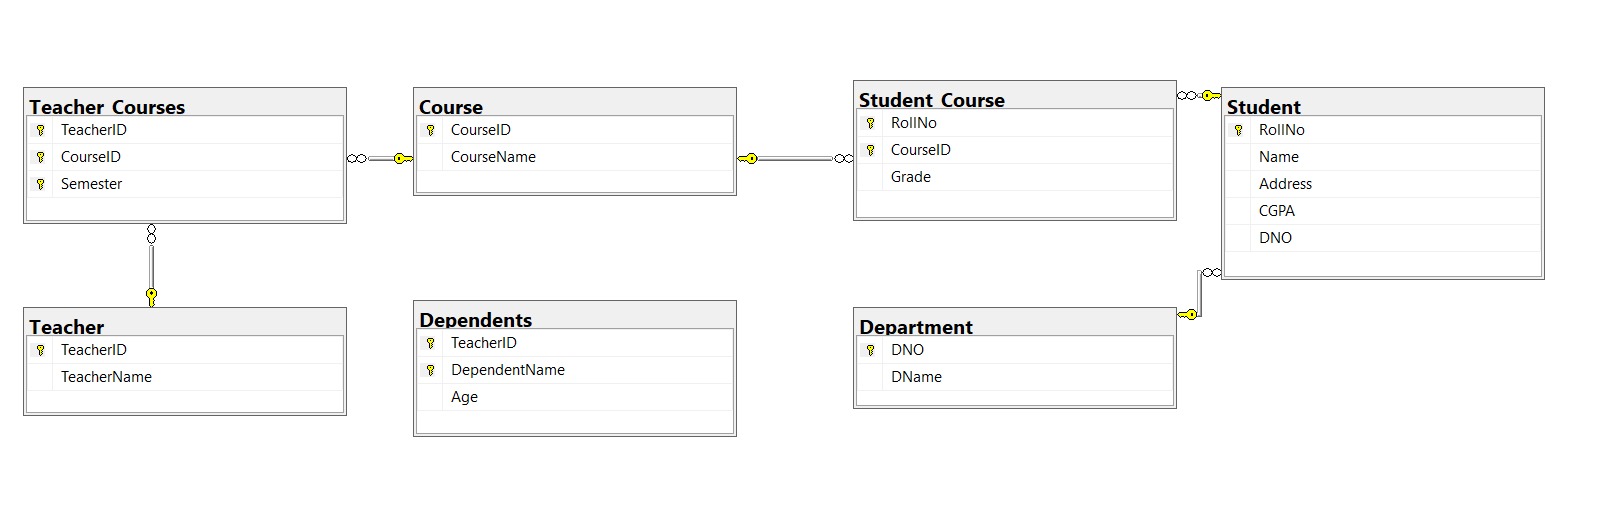 Teacher_Courses
TeacherID
CourseID
Semester
Course
CourseID
CourseName
Student_Course
RollNo
CourseID
Grade
Student
RollNo
Name
Address
CGPA
DNO
Teacher
TeacherID
TeacherName
Dependents
TeacherID
DependentName
Age
Department
DNO
DName